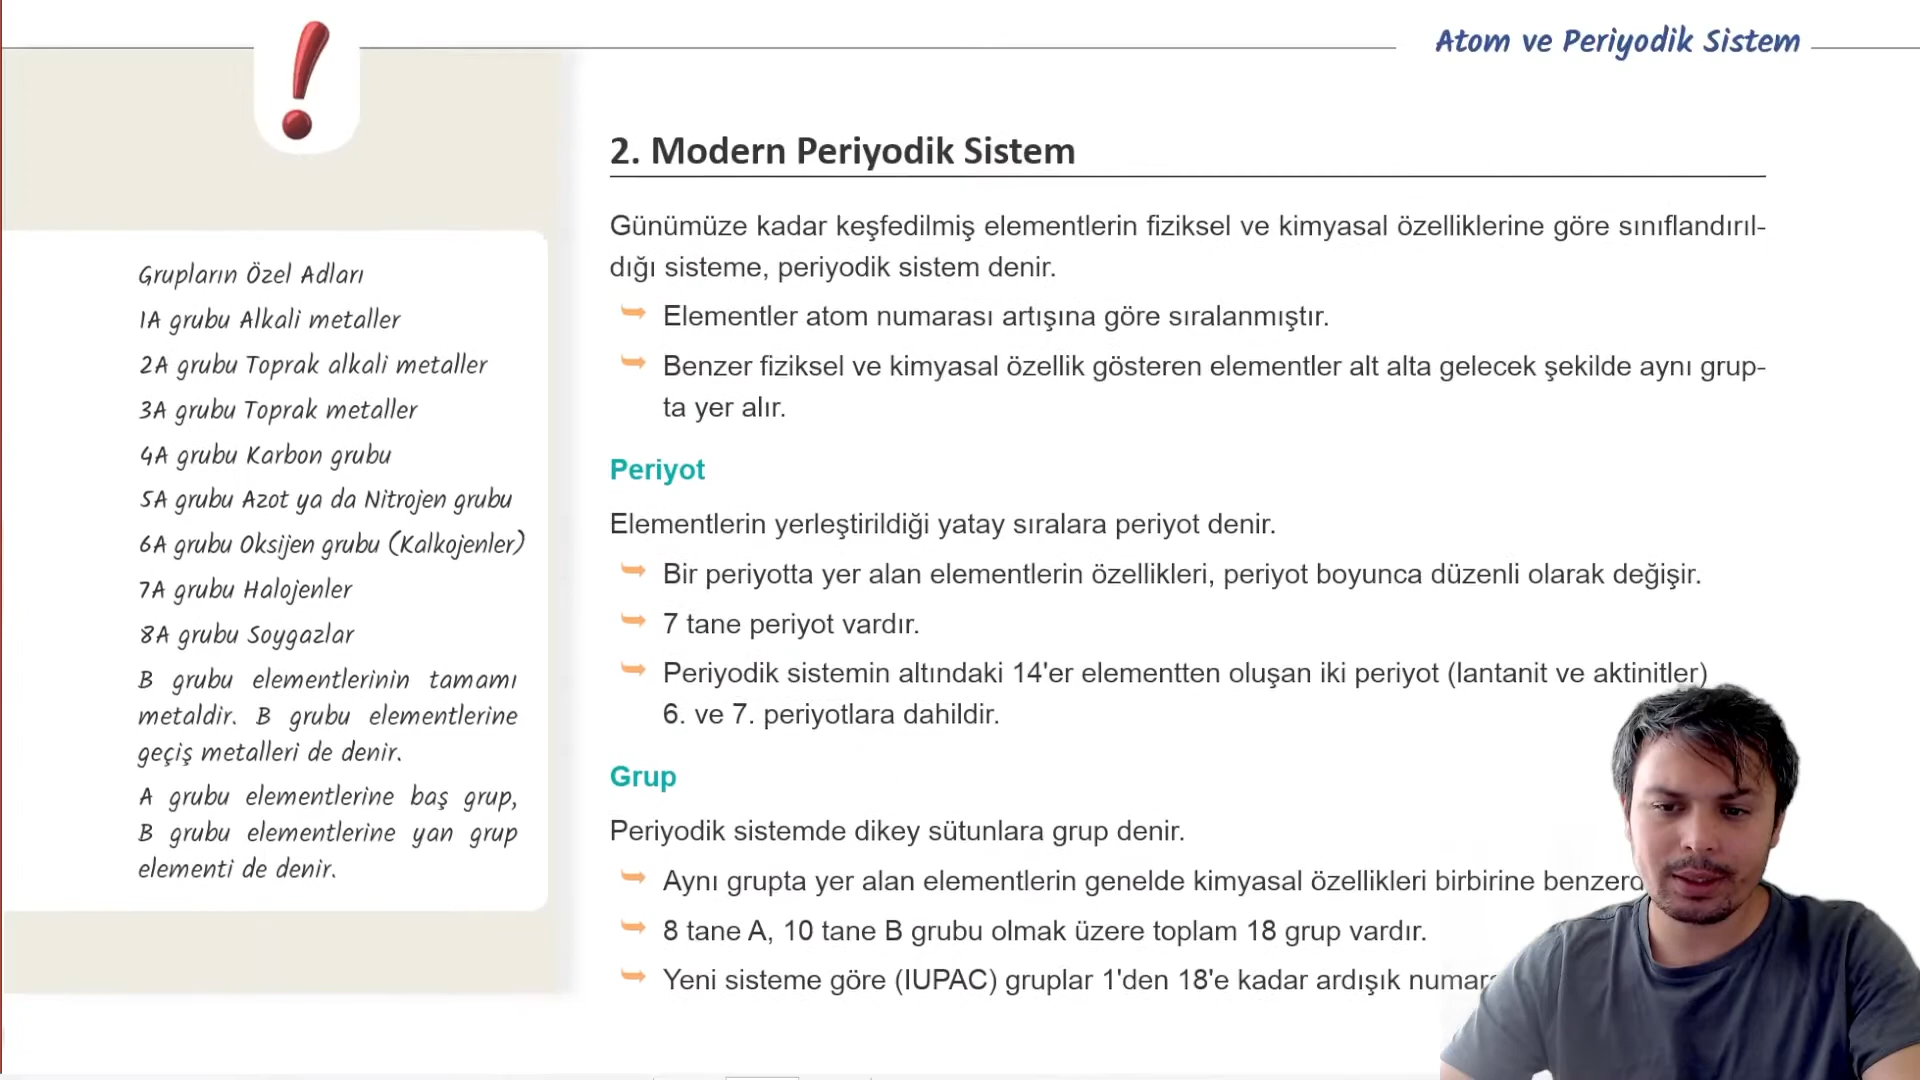 Atom ve Periyodik Sistem
Grupların Özel Adları
1A grubu Alkali metaller
2A grubu Toprak alkali metaller
3A grubu Toprak metaller
4A grubu Karbon grubu
5A grubu Azot ya da Nitrojen grubu
6A grubu Oksijen grubu (Kalkojenler)
7A grubu Halojenler
8A grubu Soygazlar
B grubu elementlerinin tamamı
metaldir. B grubu elementlerine
geçiş metalleri de denir.
A grubu elementlerine baş grup,
B grubu elementlerine yan grup
elementi de denir.
2. Modern Periyodik Sistem
Günümüze kadar keşfedilmiş elementlerin fiziksel ve kimyasal özelliklerine göre sınıflandırıl-
dığı sisteme, periyodik sistem denir.
Elementler atom numarası artışına göre sıralanmıştır.
Benzer fiziksel ve kimyasal özellik gösteren elementler alt alta gelecek şekilde aynı grup-
ta yer alır.
Periyot
Elementlerin yerleştirildiği yatay sıralara periyot denir.
Bir periyotta yer alan elementlerin özellikleri, periyot boyunca düzenli olarak değişir.
7 tane periyot vardır.
Periyodik sistemin altındaki 14'er elementten oluşan iki periyot (lantanit ve aktinitler)
6. ve 7. periyotlara dahildir.
Grup
Periyodik sistemde dikey sütunlara grup denir.
Aynı grupta yer alan elementlerin genelde kimyasal özellikleri birbirine
8 tane A, 10 tane B grubu olmak üzere toplam 18 grup vardır.
Yeni sisteme göre (IUPAC) gruplar 1'den 18'e kadar ardışık